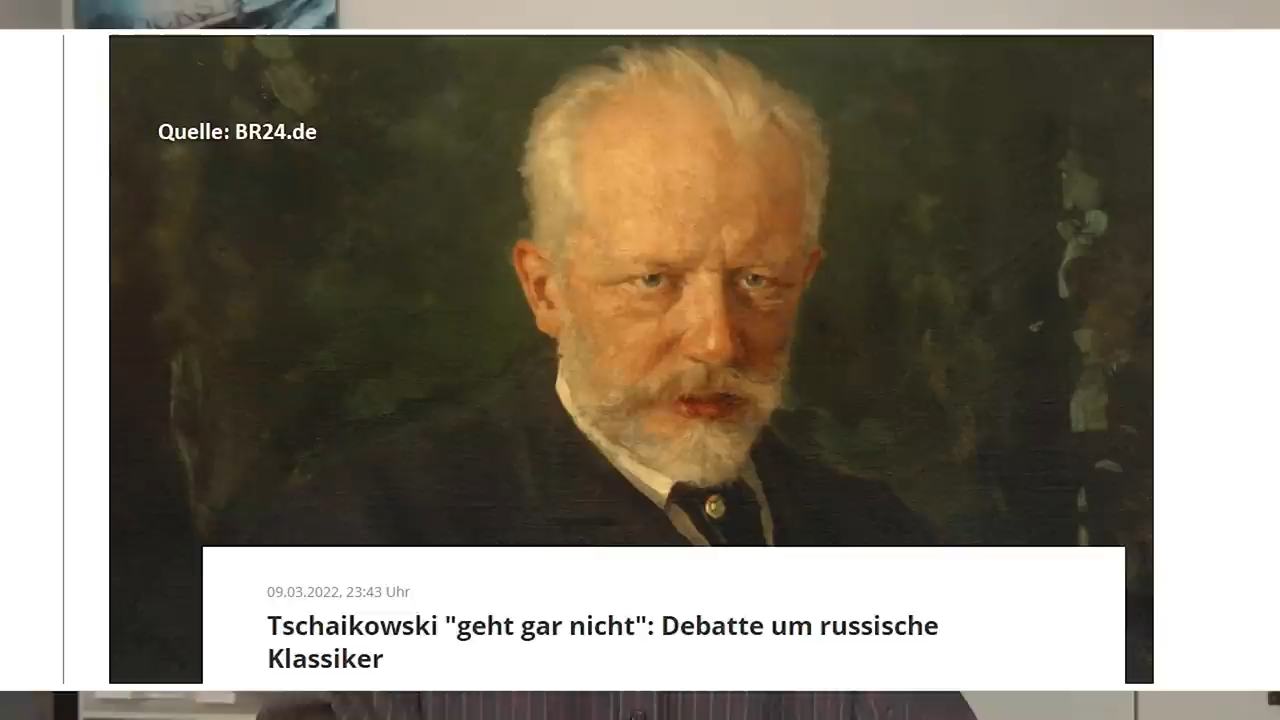 Quelle: BR24.de
09.03.2022, 23:43 Uhr
Tschaikowski "geht gar nicht": Debatte um russische
Klassiker